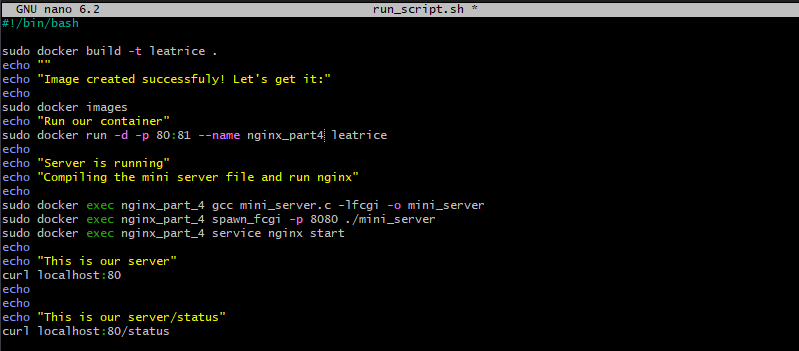 GNU nano 6.2 run_script.sh *
#!/bin/bash
sudo docker build -t leatrice .
echo ""
echo "Image created successfuly! Let's get it:"
echo
sudo docker images
echo "Run our container"
sudo docker run -d -p 80:81 --name nginx_part4 leatrice
echo
echo "Server is running"
echo "Compiling the mini server file and run nginx"
echo
sudo docker exec nginx_part_4 gcc mini_server.c -lfcgi -o mini_server
sudo docker exec nginx_part_4 spawn_fcgi -p 8080 ./mini_server
sudo docker exec nginx_part_4 service nginx start
echo
echo "This is our server"
curl localhost:80
echo
echo
echo "This is our server/status"
curl localhost:80/status